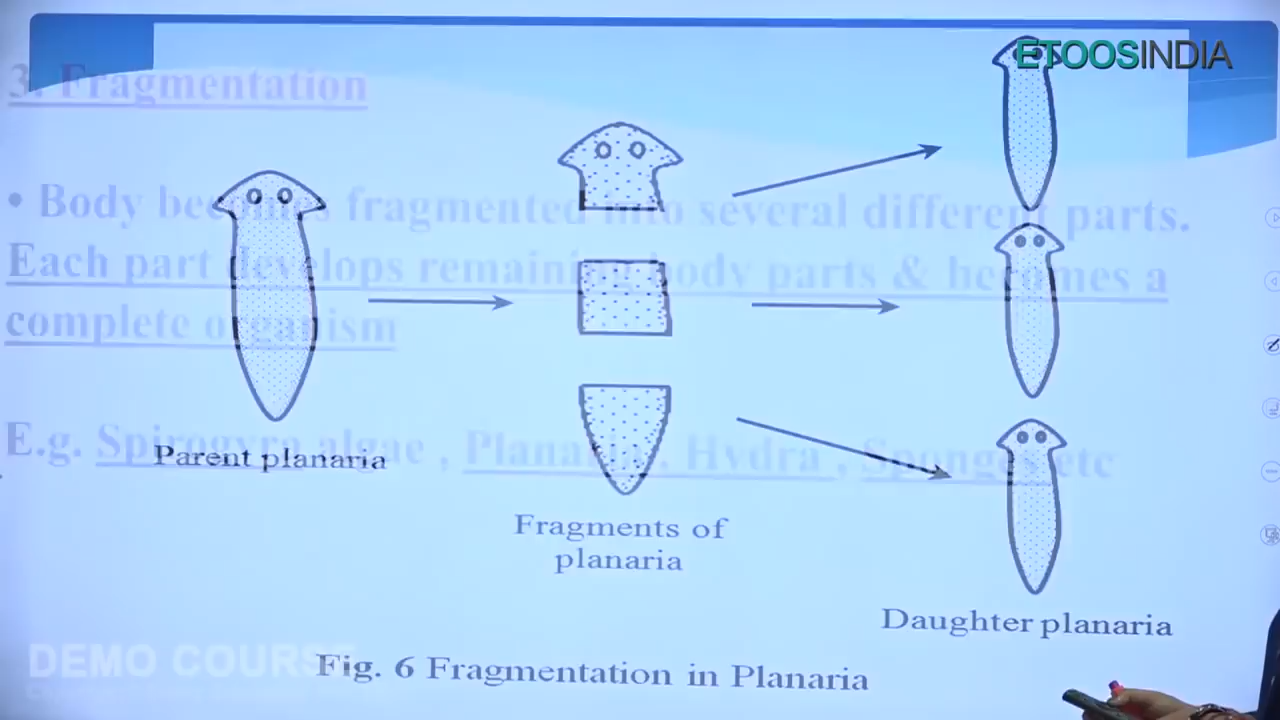 ETOOSINDIA
3. Fragmentation
• Body becomes fragmented into several different parts.
Each part develops remaining body parts & becomes a
complete organism
E.g. Spirogyra algae , Planaria , Hydra , Sponges etc
Parent planaria
Fragments of
planaria
Daughter planaria
DEMO COURSE
Fig. 6 Fragmentation in Planaria